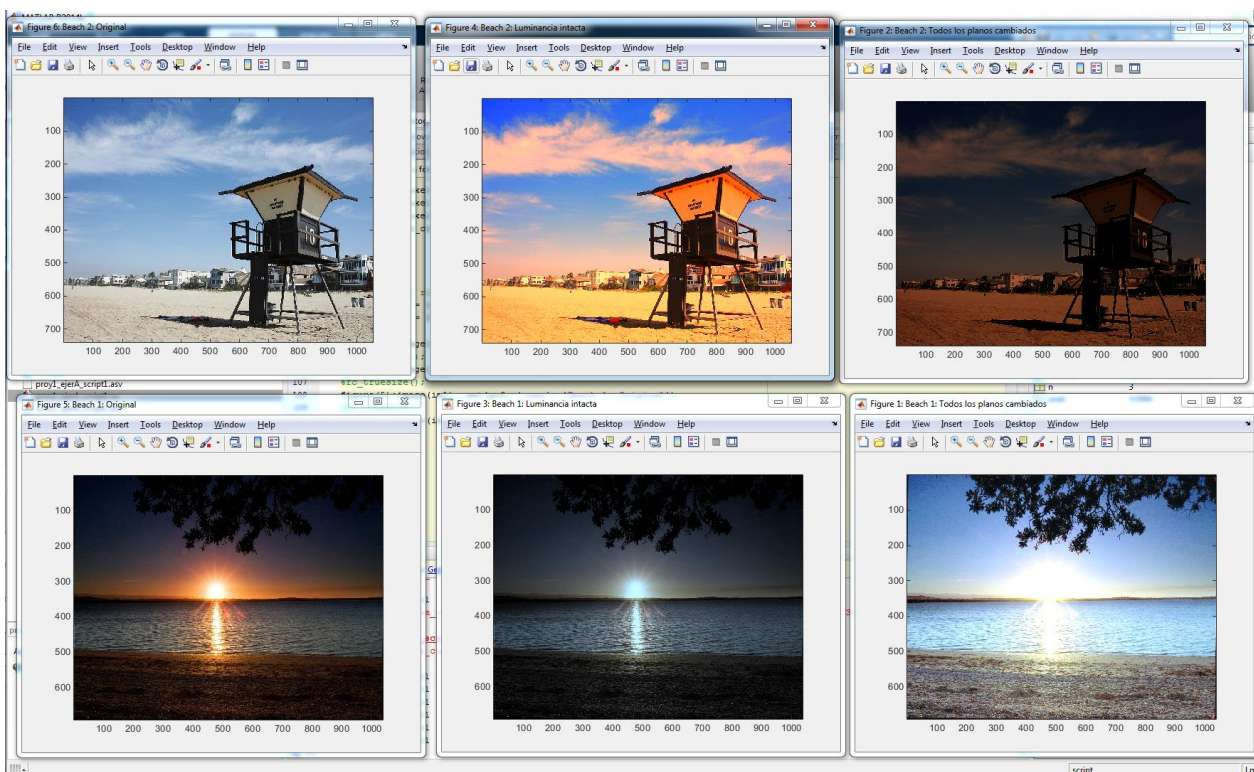 Figure 6: Beach 2: Original
File Edit View Insert Tools Desktop Window Help
100
200
300
400
500
600
700
100 200 300 400 500 600 700 800 900 1000
Figure 4: Beach 2: Luminancia intacta
File Edit View Insert Tools Desktop Window Help
100
200
300
400
500
600
700
100 200 300 400 500 600 700 800 900 1000
Figure 2: Beach 2: Todos los planos cambiados
File Edit View Insert Tools Desktop Window Help
100
200
300
400
500
600
700
100 200 300 400 500 600 700 800 900 1000
proy1_ejerA_script1.asv
107 %rc_truesize();
n 3
Figure 5: Beach 1: Original
File Edit View Insert Tools Desktop Window Help
100
200
300
400
500
600
100 200 300 400 500 600 700 800 900 1000
Figure 3: Beach 1: Luminancia intacta
File Edit View Insert Tools Desktop Window Help
100
200
300
400
500
600
100 200 300 400 500 600 700 800 900 1000
Figure 1: Beach 1: Todos los planos cambiados
File Edit View Insert Tools Desktop Window Help
100
200
300
400
500
600
100 200 300 400 500 600 700 800 900 1000
script